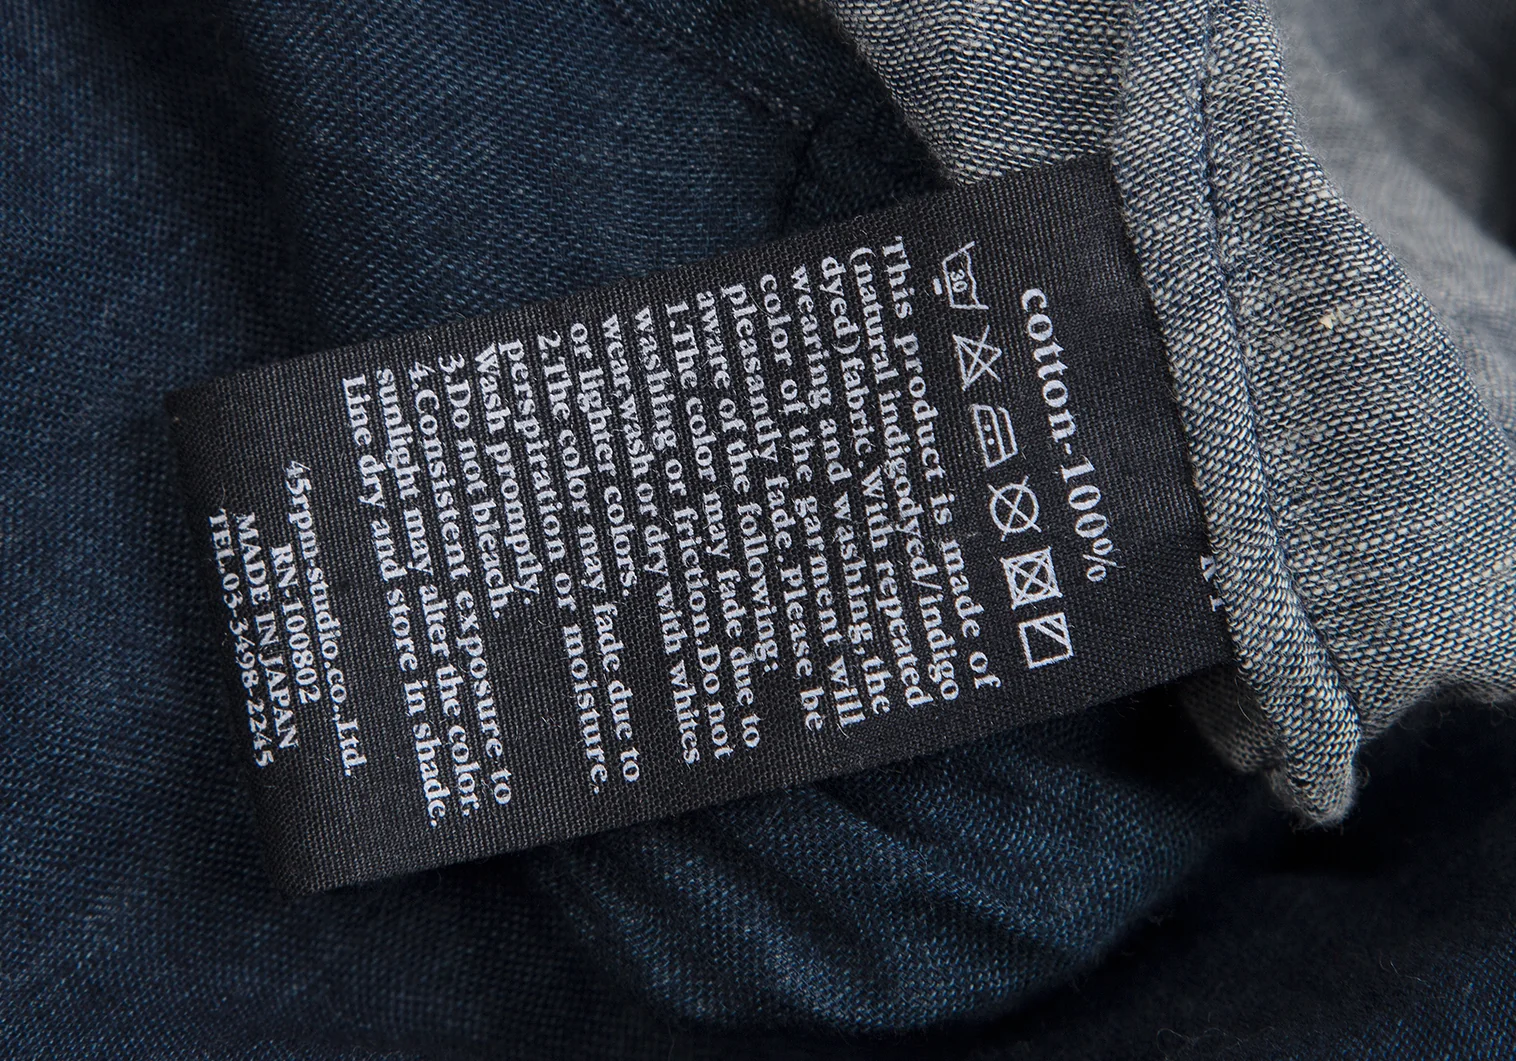 cotton-100%
30
This product is made of
(natural indigodyed/indigo
dyed)fabric.With repeated
wearing and washing,the
color of the garment will
pleasantly fade.please be
aware of the following:
1.The color may fade due to
washing or friction.Do not
wear,wash,or dry with whics
or lighter colors.
2.The color may fade due to
perspiration or moisture.
Wash promptly.
3.Do not bleach
4.Consistent exposure to
sunlight may alter the color.
Line dry and store in shade.
45rpm studio.co.,Ltd.
RN-100802
MADE IN JAPAN
TEL.03-3498-2245